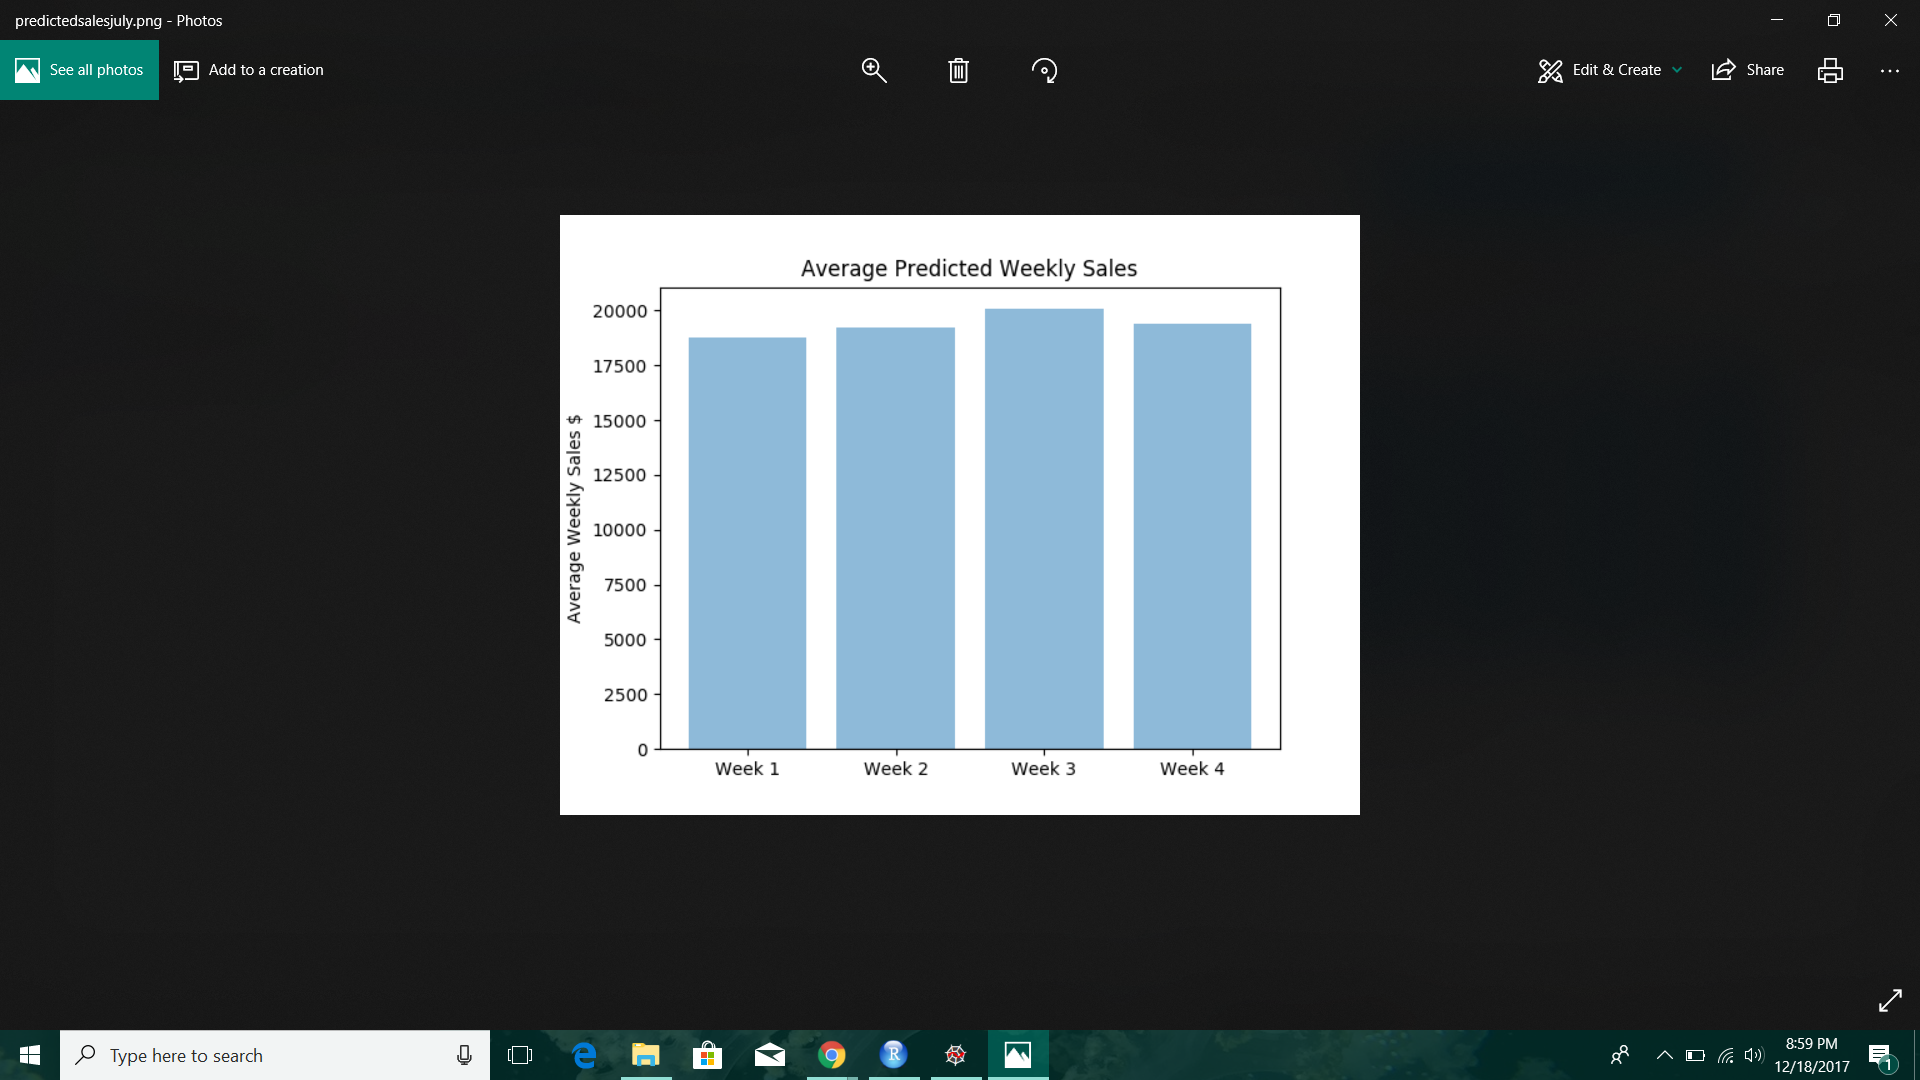 predictedsalesjuly.png - Photos
See all photos
Add to a creation
Edit & Create
Share
Average Predicted Weekly Sales
Average Weekly Sales $
20000
17500
15000
12500
10000
7500
5000
2500
0
Week 1 Week 2 Week 3 Week 4
Type here to search
R
8:59 PM
12/18/2017
1